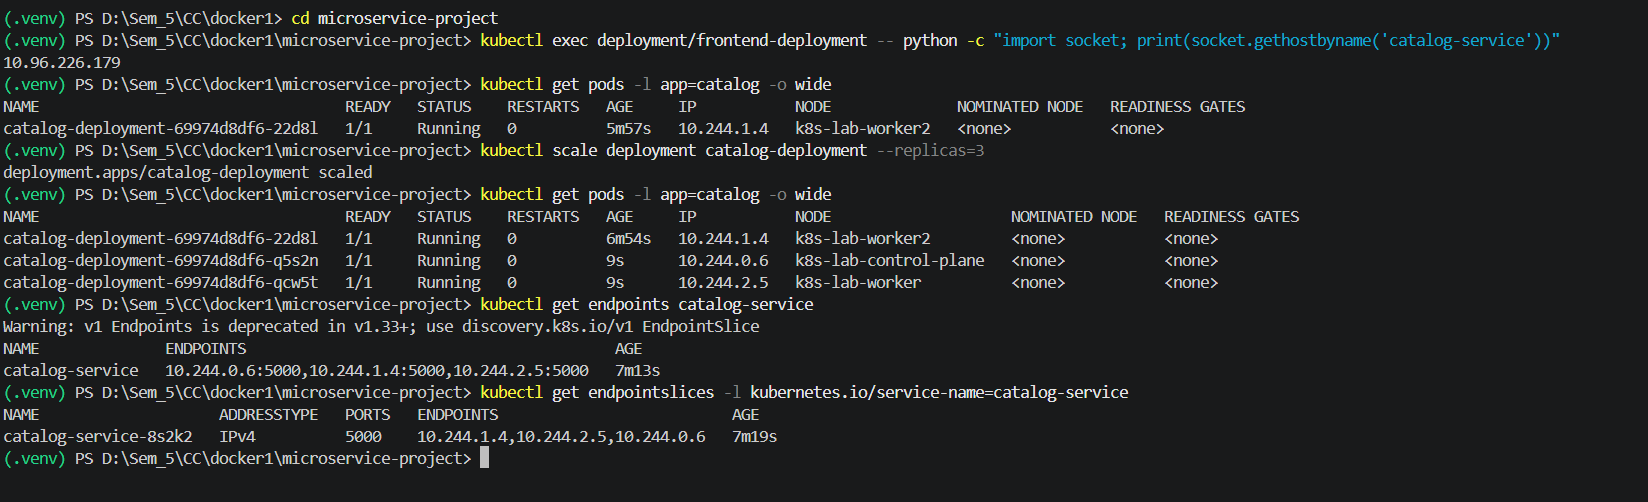 (.venv) PS D:\Sem_5\CC\docker1> cd microservice-project
(.venv) PS D:\Sem_5\CC\docker1\microservice-project> kubectl exec deployment/frontend-deployment -- python -c "import socket; print(socket.gethostbyname('catalog-service'))"
10.96.226.179
(.venv) PS D:\Sem_5\CC\docker1\microservice-project> kubectl get pods -l app=catalog -o wide
NAME                                  READY   STATUS    RESTARTS   AGE     IP           NODE              NOMINATED NODE   READINESS GATES
catalog-deployment-69974d8df6-22d8l   1/1     Running   0          5m57s   10.244.1.4   k8s-lab-worker2   <none>           <none>
(.venv) PS D:\Sem_5\CC\docker1\microservice-project> kubectl scale deployment catalog-deployment --replicas=3
deployment.apps/catalog-deployment scaled
(.venv) PS D:\Sem_5\CC\docker1\microservice-project> kubectl get pods -l app=catalog -o wide
NAME                                  READY   STATUS    RESTARTS   AGE     IP           NODE                    NOMINATED NODE   READINESS GATES
catalog-deployment-69974d8df6-22d8l   1/1     Running   0          6m54s   10.244.1.4   k8s-lab-worker2         <none>           <none>
catalog-deployment-69974d8df6-q5s2n   1/1     Running   0          9s      10.244.0.6   k8s-lab-control-plane   <none>           <none>
catalog-deployment-69974d8df6-qcw5t   1/1     Running   0          9s      10.244.2.5   k8s-lab-worker          <none>           <none>
(.venv) PS D:\Sem_5\CC\docker1\microservice-project> kubectl get endpoints catalog-service
Warning: v1 Endpoints is deprecated in v1.33+; use discovery.k8s.io/v1 EndpointSlice
NAME              ENDPOINTS                                         AGE
catalog-service   10.244.0.6:5000,10.244.1.4:5000,10.244.2.5:5000   7m13s
(.venv) PS D:\Sem_5\CC\docker1\microservice-project> kubectl get endpointslices -l kubernetes.io/service-name=catalog-service
NAME                    ADDRESSTYPE   PORTS   ENDPOINTS                          AGE
catalog-service-8s2k2   IPv4          5000    10.244.1.4,10.244.2.5,10.244.0.6   7m19s
(.venv) PS D:\Sem_5\CC\docker1\microservice-project>